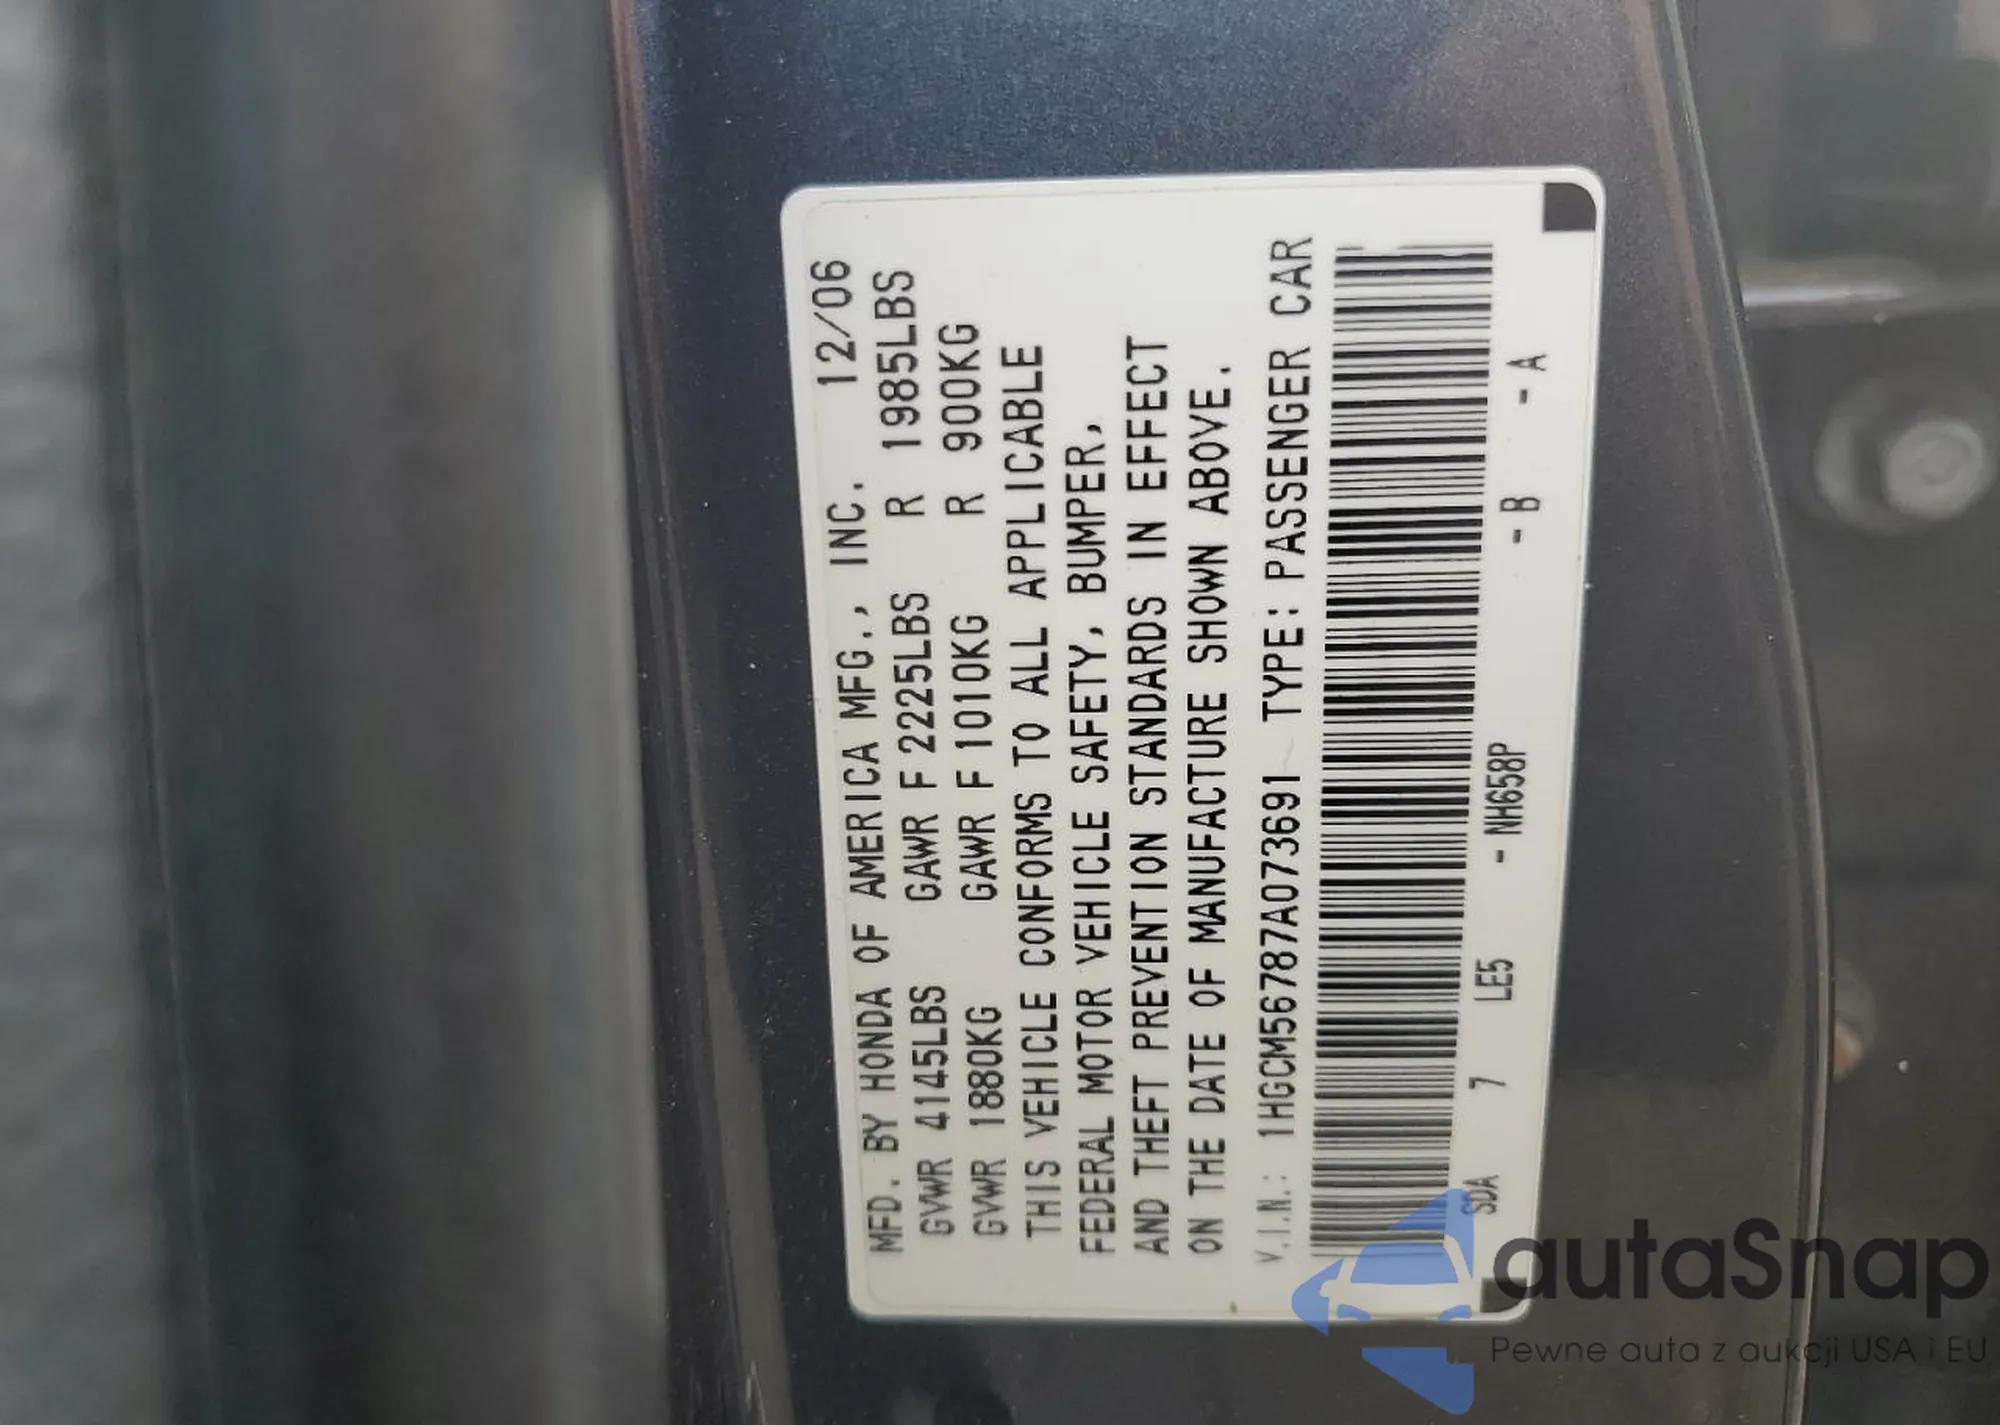 MFD. BY HONDA OF AMERICA MFG., INC. 12/06
GVWR 4145LBS GAWR F 2225LBS R 1985LBS
GVWR 1880KG GAWR F 1010KG R 900KG
THIS VEHICLE CONFORMS TO ALL APPLICABLE
FEDERAL MOTOR VEHICLE SAFETY, BUMPER,
AND THEFT PREVENTION STANDARDS IN EFFECT
ON THE DATE OF MANUFACTURE SHOWN ABOVE.
V.I.N.: 1HGCM56787A073691 TYPE: PASSENGER CAR
SDA 7 LE5 - NH658P - B - A
autaSnap
Pewne auta z aukcji USA i EU